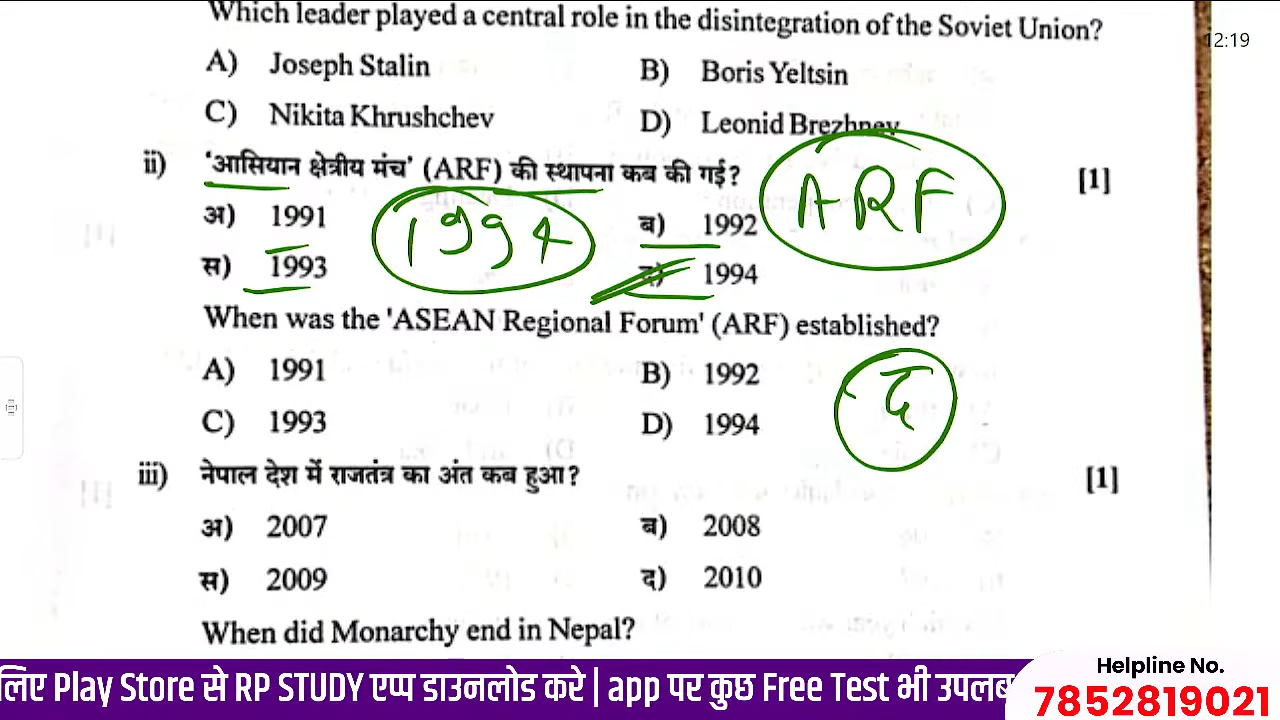 Which leader played a central role in the disintegration of the Soviet Union?
12:19
A) Joseph Stalin B) Boris Yeltsin
C) Nikita Khrushchev D) Leonid Brezhnev
ii) 'आसियान क्षेत्रीय मंच' (ARF) की स्थापना कब की गई? [1]
ARF
अ) 1991 ब) 1992
1994
स) 1993 द) 1994
When was the 'ASEAN Regional Forum' (ARF) established?
A) 1991 B) 1992
द
C) 1993 D) 1994
iii) नेपाल देश में राजतंत्र का अंत कब हुआ? [1]
अ) 2007 ब) 2008
स) 2009 द) 2010
When did Monarchy end in Nepal?
लिए Play Store से RP STUDY एप्प डाउनलोड करे | app पर कुछ Free Test भी उपलब
Helpline No.
7852819021